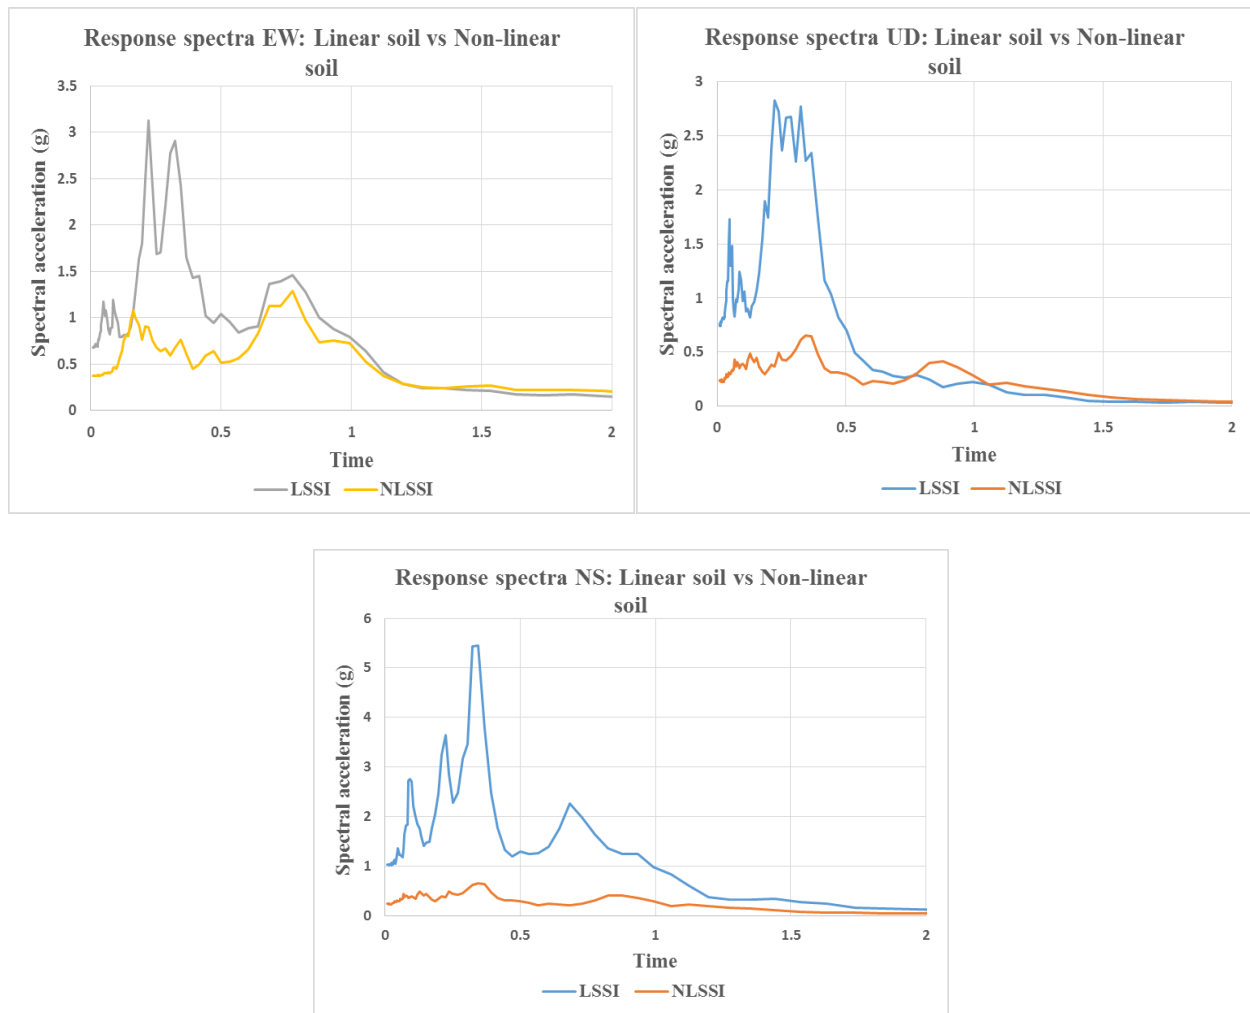 Response spectra EW: Linear soil vs Non-linear
soil
Spectral acceleration (g)
3.5
3
2.5
2
1.5
1
0.5
0
0 0.5 1 1.5 2
Time
LSSI NLSSI
Response spectra UD: Linear soil vs Non-linear
soil
Spectral acceleration (g)
3
2.5
2
1.5
1
0.5
0
0 0.5 1 1.5 2
Time
LSSI NLSSI
Response spectra NS: Linear soil vs Non-linear
soil
Spectral acceleration (g)
6
5
4
3
2
1
0
0 0.5 1 1.5 2
Time
LSSI NLSSI